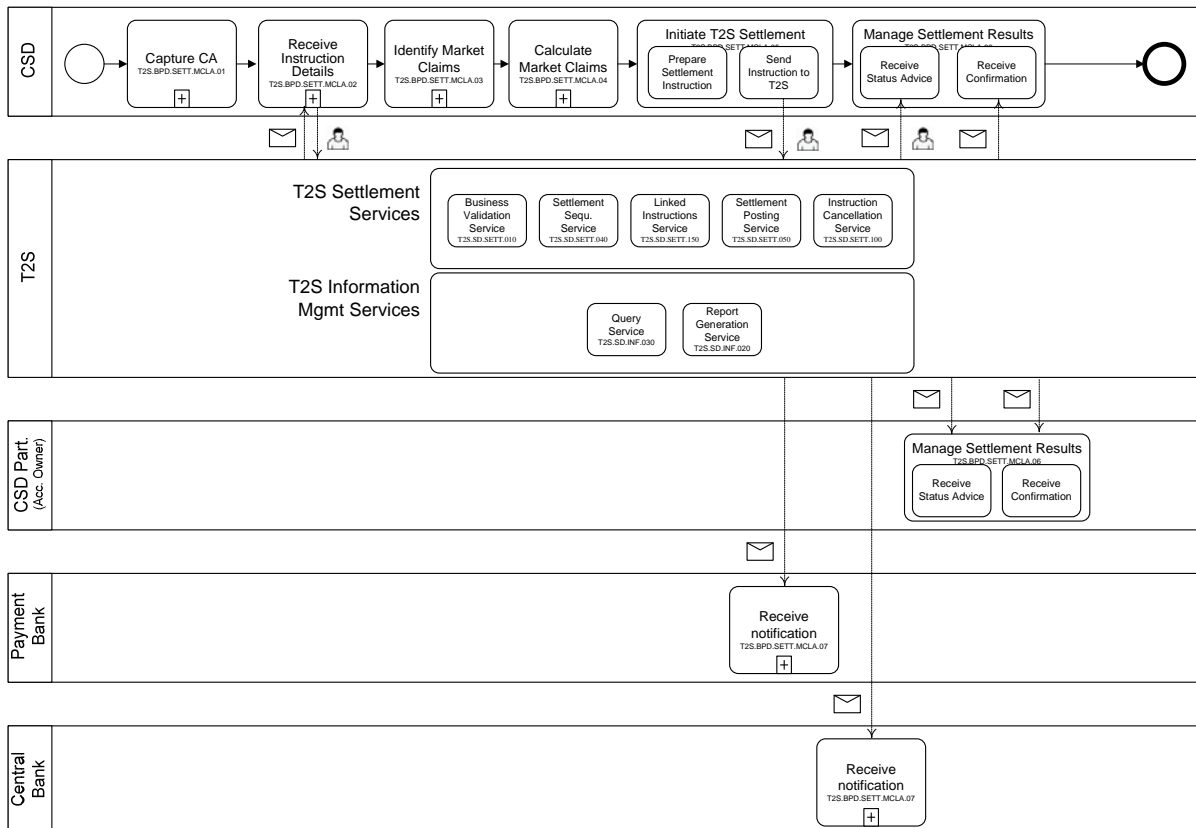 CSD
Capture CA
T2S.BPD.SETT.MCLA.01
Receive
Instruction
Details
T2S.BPD.SETT.MCLA.02
Identify Market
Claims
T2S.BPD.SETT.MCLA.03
Calculate
Market Claims
T2S.BPD.SETT.MCLA.04
Initiate T2S Settlement
Prepare
Settlement
Instruction
Send
Instruction to
T2S
Manage Settlement Results
Receive
Status Advice
Receive
Confirmation
T2S
T2S Settlement
Services
Business
Validation
Service
T2S.SD.SETT.010
Settlement
Sequ.
Service
T2S.SD.SETT.040
Linked
Instructions
Service
T2S.SD.SETT.150
Settlement
Posting
Service
T2S.SD.SETT.050
Instruction
Cancellation
Service
T2S.SD.SETT.100
T2S Information
Mgmt Services
Query
Service
T2S.SD.INF.030
Report
Generation
Service
T2S.SD.INF.020
CSD Part.
(Acc. Owner)
Manage Settlement Results
T2S.BPD.SETT.MCLA.06
Receive
Status Advice
Receive
Confirmation
Payment
Bank
Receive
notification
T2S.BPD.SETT.MCLA.07
Central
Bank
Receive
notification
T2S.BPD.SETT.MCLA.07